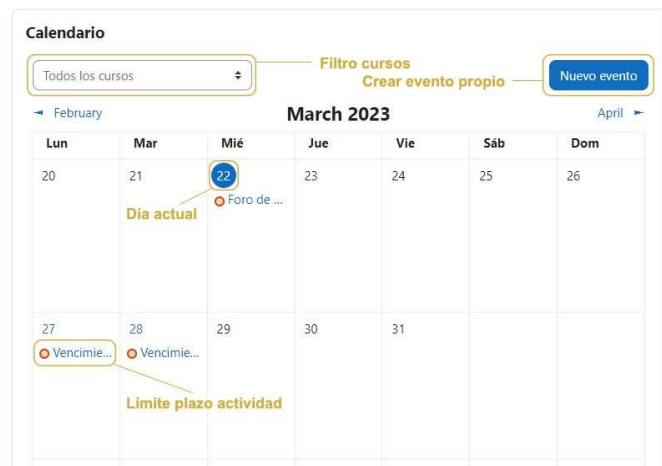 Calendario
Todos los cursos
Filtro cursos
Crear evento propio
Nuevo evento
◄ February
March 2023
April ►
Lun Mar Mié Jue Vie Sáb Dom
20 21 22 23 24 25 26
Foro de ...
Día actual
27 28 29 30 31
Vencimie... Vencimie...
Límite plazo actividad